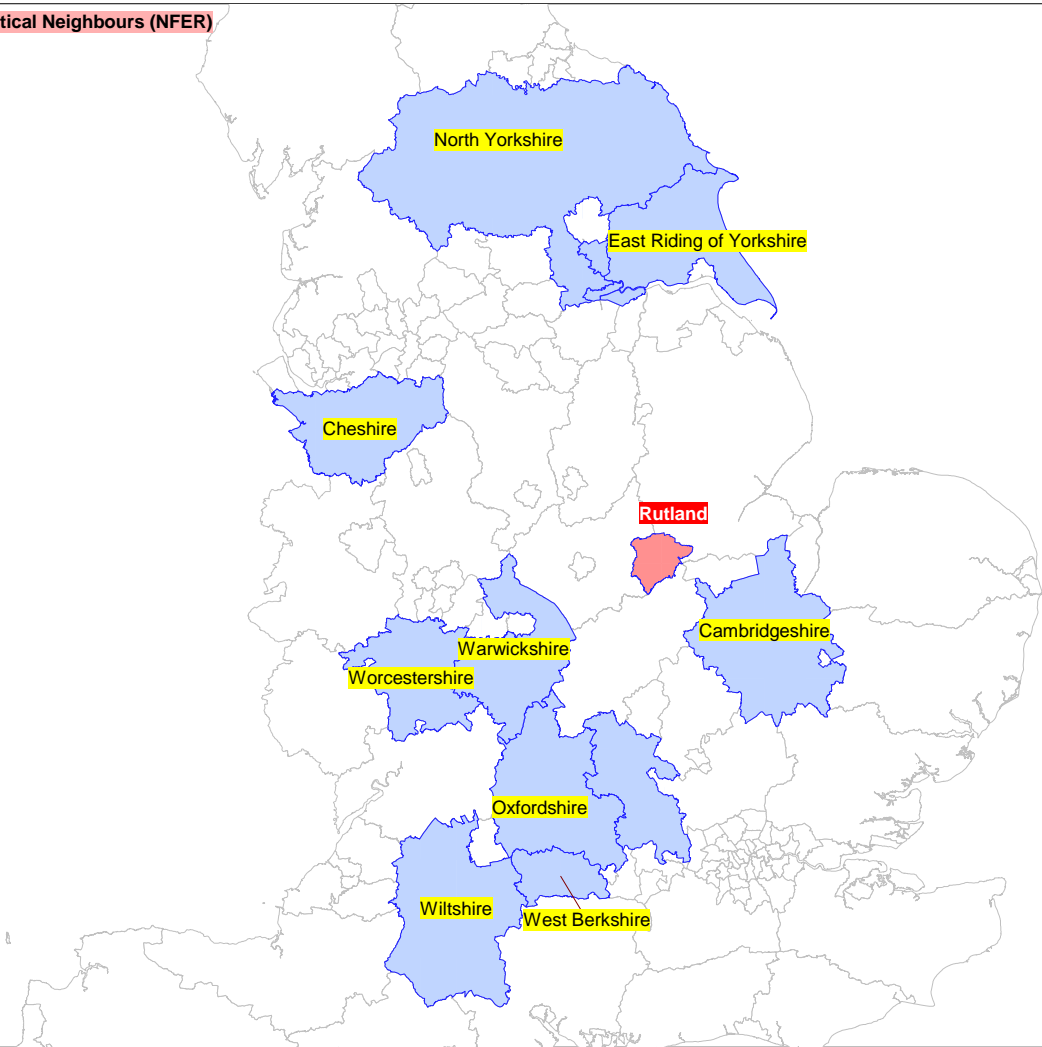 tical Neighbours (NFER)
North Yorkshire
East Riding of Yorkshire
Cheshire
Rutland
Cambridgeshire
Warwickshire
Worcestershire
Oxfordshire
Wiltshire
West Berkshire